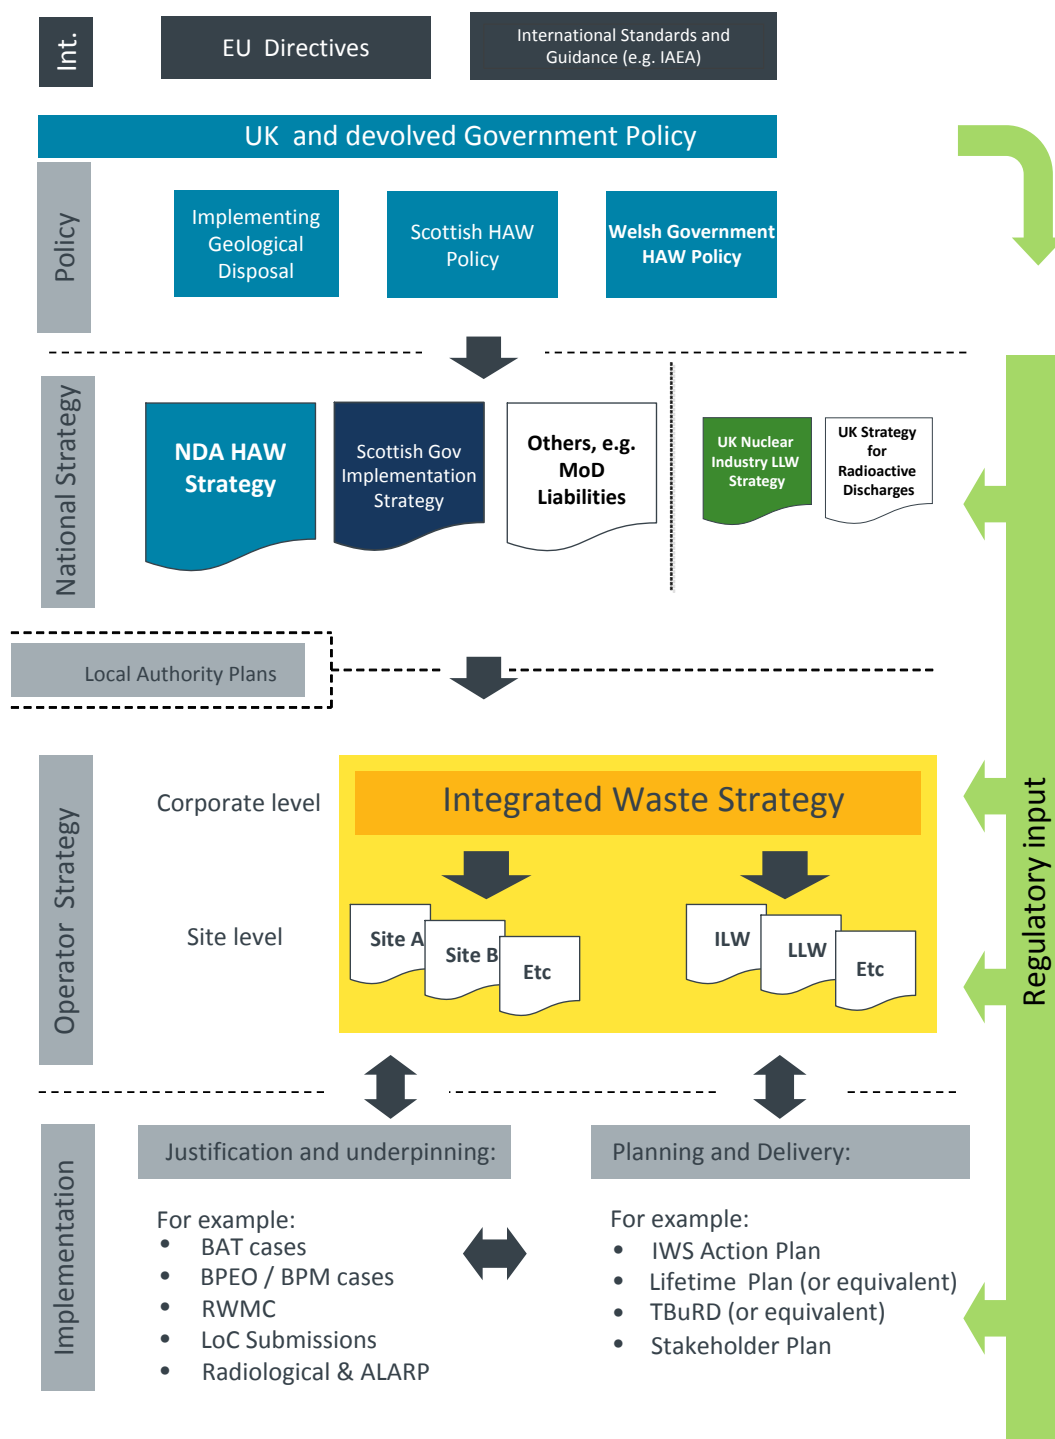 Int.
EU Directives
International Standards and
Guidance (e.g. IAEA)
UK and devolved Government Policy
Policy
Implementing
Geological
Disposal
Scottish HAW
Policy
Welsh Government
HAW Policy
National Strategy
NDA HAW
Strategy
Scottish Gov
Implementation
Strategy
Others, e.g.
MoD
Liabilities
UK Nuclear
Industry LLW
Strategy
UK Strategy
for
Radioactive
Discharges
Local Authority Plans
Operator Strategy
Corporate level
Integrated Waste Strategy
Site level
Site A
Site B
Etc
ILW
LLW
Etc
Regulatory input
Implementation
Justification and underpinning:
For example:
• BAT cases
• BPEO / BPM cases
• RWMC
• LoC Submissions
• Radiological & ALARP
Planning and Delivery:
For example:
• IWS Action Plan
• Lifetime Plan (or equivalent)
• TBuRD (or equivalent)
• Stakeholder Plan